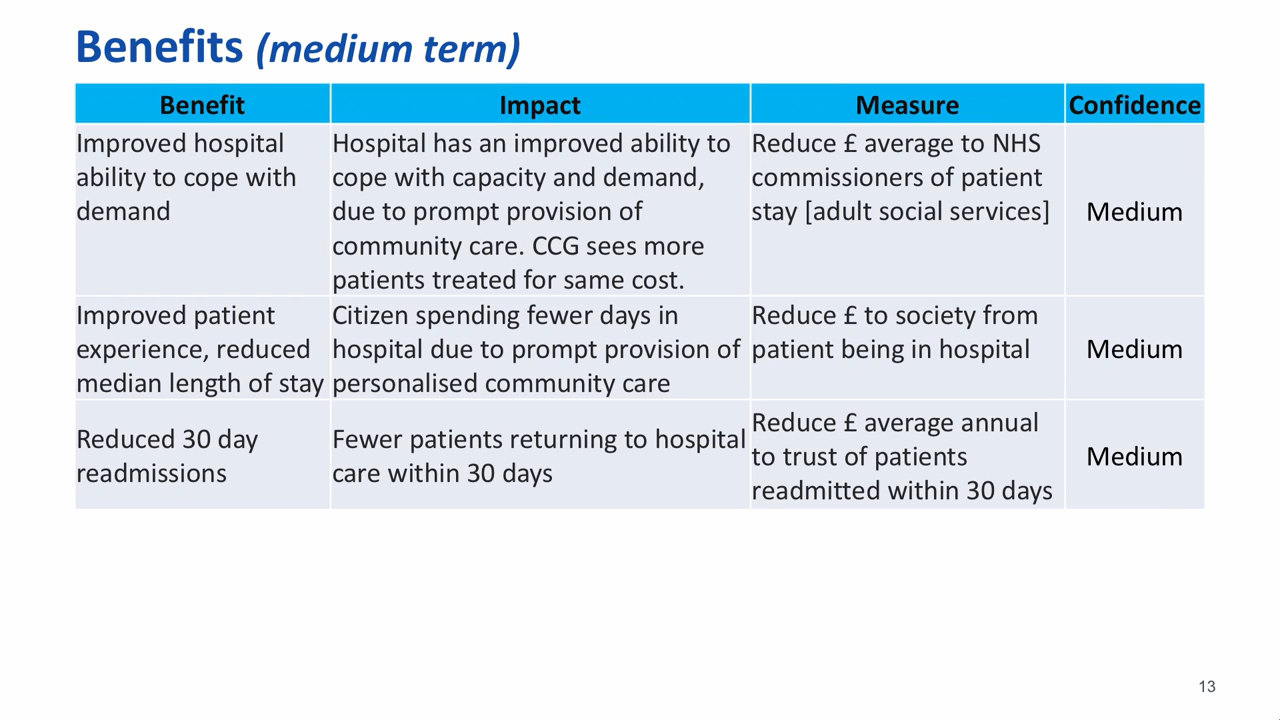 Benefits (medium term)
Benefit
Impact
Measure
Confidence
Improved hospital
ability to cope with
demand
Hospital has an improved ability to
cope with capacity and demand,
due to prompt provision of
community care. CCG sees more
patients treated for same cost.
Reduce £ average to NHS
commissioners of patient
stay [adult social services]
Medium
Improved patient
experience, reduced
median length of stay
Citizen spending fewer days in
hospital due to prompt provision of
personalised community care
Reduce £ to society from
patient being in hospital
Medium
Reduced 30 day
readmissions
Fewer patients returning to hospital
care within 30 days
Reduce £ average annual
to trust of patients
readmitted within 30 days
Medium
13